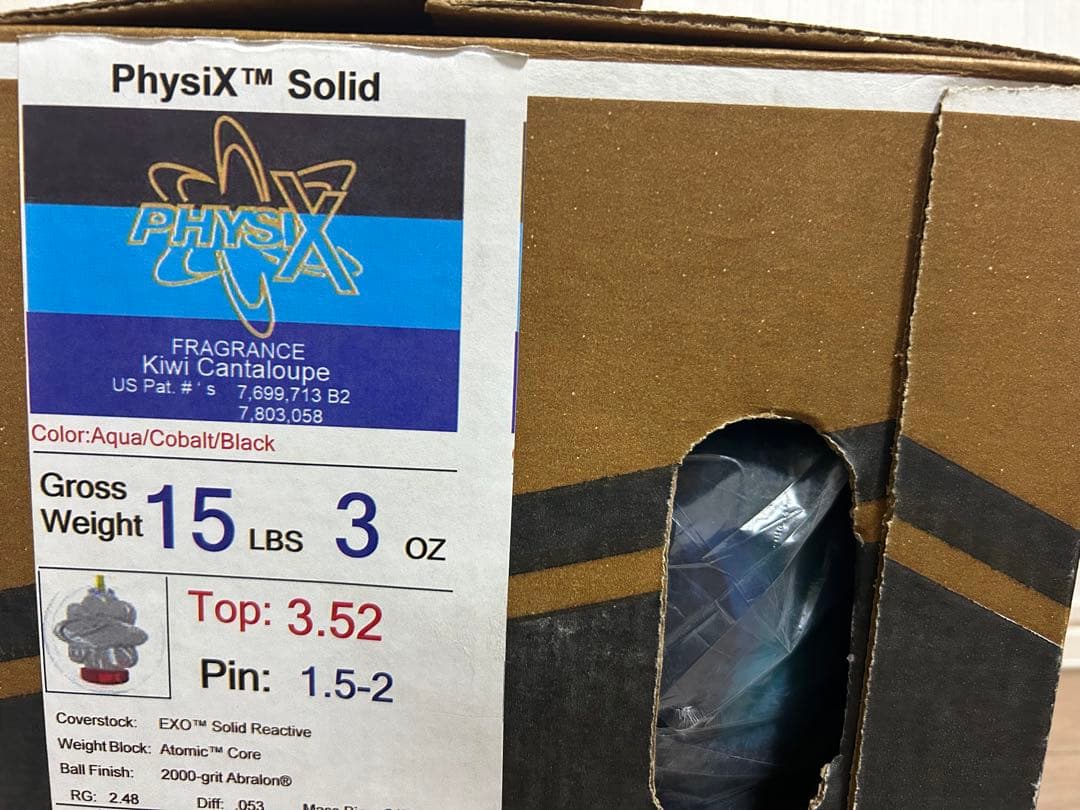 PhysiX™ Solid
PHYSIX
FRAGRANCE
Kiwi Cantaloupe
US Pat. #'s 7,699,713 B2
7,803,058
Color:Aqua/Cobalt/Black
Gross Weight 15 LBS 3 OZ
Top: 3.52
Pin: 1.5-2
Coverstock: EXO™ Solid Reactive
Weight Block: Atomic™ Core
Ball Finish: 2000-grit Abralon®
RG: 2.48 Diff: .053